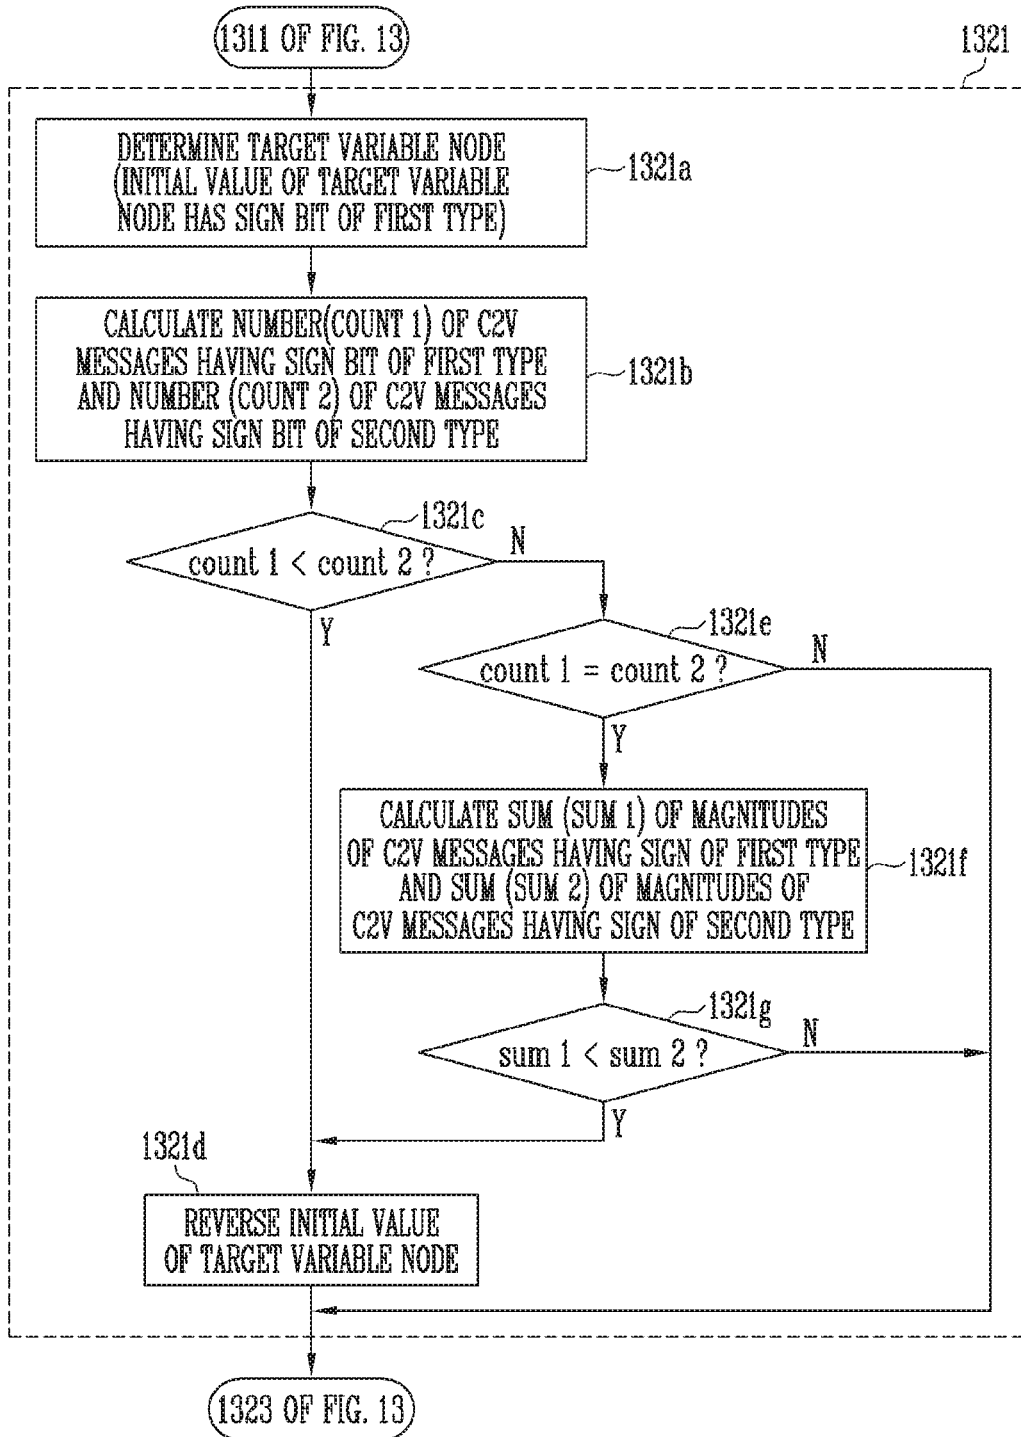 1311 OF FIG. 13
1321
DETERMINE TARGET VARIABLE NODE
(INITIAL VALUE OF TARGET VARIABLE
NODE HAS SIGN BIT OF FIRST TYPE)
1321a
CALCULATE NUMBER(COUNT 1) OF C2V
MESSAGES HAVING SIGN BIT OF FIRST TYPE
AND NUMBER (COUNT 2) OF C2V MESSAGES
HAVING SIGN BIT OF SECOND TYPE
1321b
1321c
count 1 < count 2 ?
N
Y
1321e
count 1 = count 2 ?
N
Y
CALCULATE SUM (SUM 1) OF MAGNITUDES
OF C2V MESSAGES HAVING SIGN OF FIRST TYPE
AND SUM (SUM 2) OF MAGNITUDES OF
C2V MESSAGES HAVING SIGN OF SECOND TYPE
1321f
1321g
sum 1 < sum 2 ?
N
Y
1321d
REVERSE INITIAL VALUE
OF TARGET VARIABLE NODE
1323 OF FIG. 13